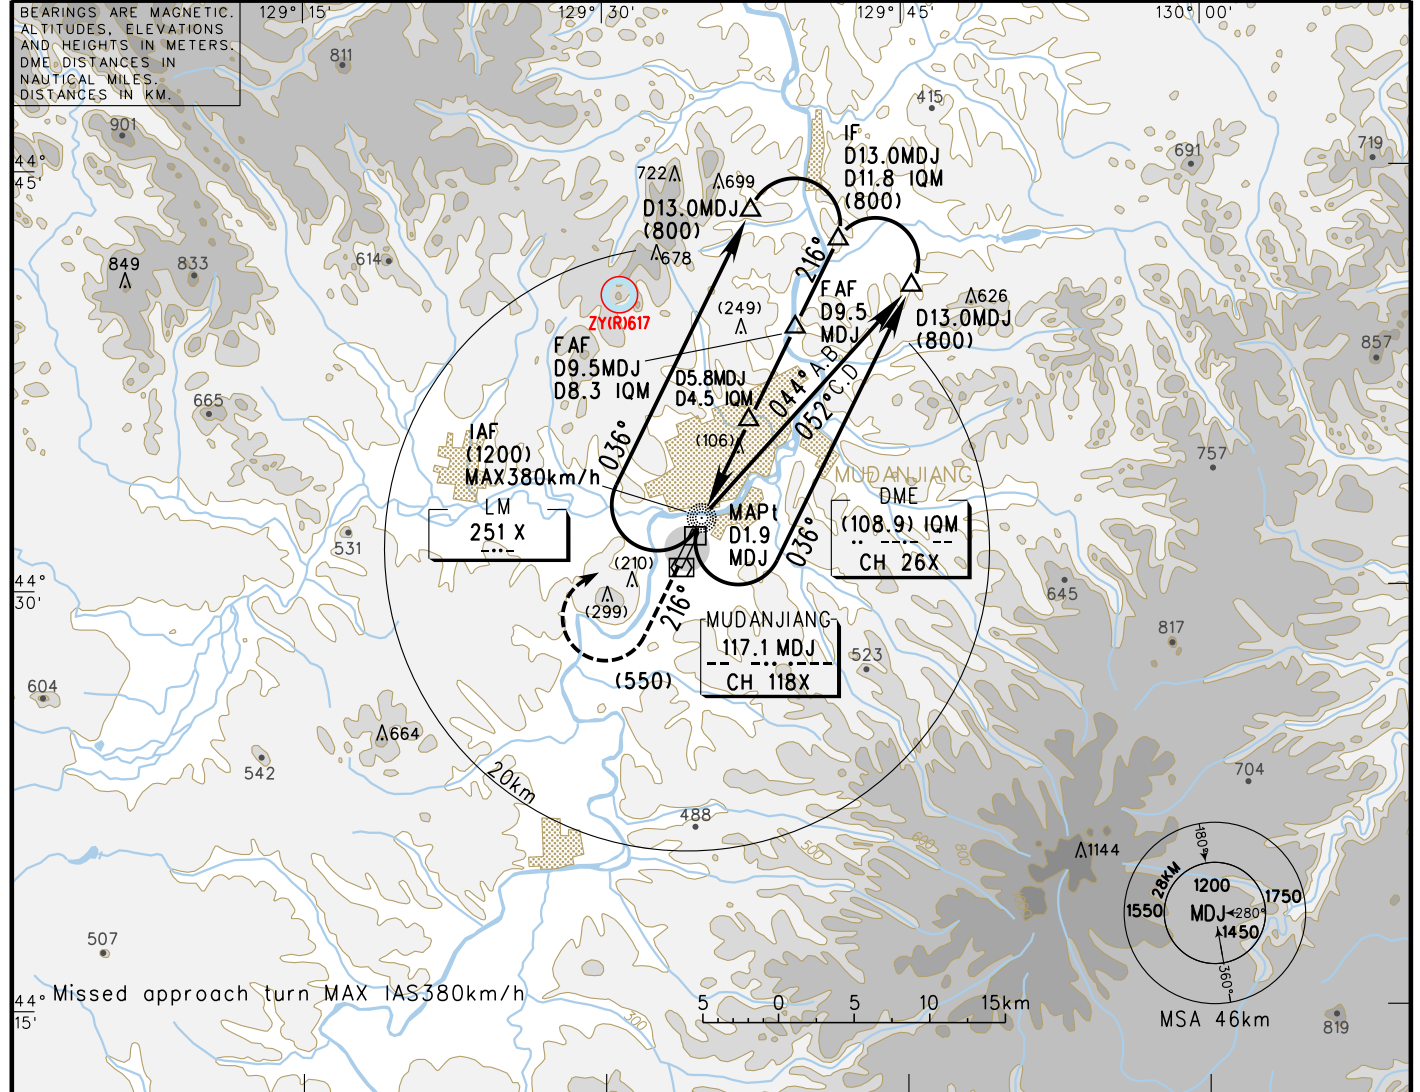 BEARINGS ARE MAGNETIC.
ALTITUDES, ELEVATIONS
AND HEIGHTS IN METERS.
DME DISTANCES IN
NAUTICAL MILES.
DISTANCES IN KM.
129° 15'
129° 30'
129° 45'
130° 00'
44°
45'
44°
30'
44°
15'
811
901
415
691
719
722
699
678
614
849
833
626
857
665
757
531
645
817
523
604
664
542
488
704
1144
507
819
(249)
(106)
(210)
(299)
IF
D13.0MDJ
D11.8 IQM
(800)
D13.0MDJ
(800)
ZY(R)617
216°
FAF
D9.5
MDJ
D13.0MDJ
(800)
FAF
D9.5MDJ
D8.3 IQM
D5.8MDJ
D4.5 IQM
044° A.B
052° C.D
036°
036°
IAF
(1200)
MAX380km/h
LM
251 X
MUDANJIANG
DME
(108.9) IQM
CH 26X
MAPt
D1.9
MDJ
216°
MUDANJIANG
117.1 MDJ
CH 118X
(550)
20km
500
600
800
300
180°
28KM
1200
1750
1550
MDJ
280°
1450
360°
MSA 46km
Missed approach turn MAX IAS380km/h
5 0 5 10 15km